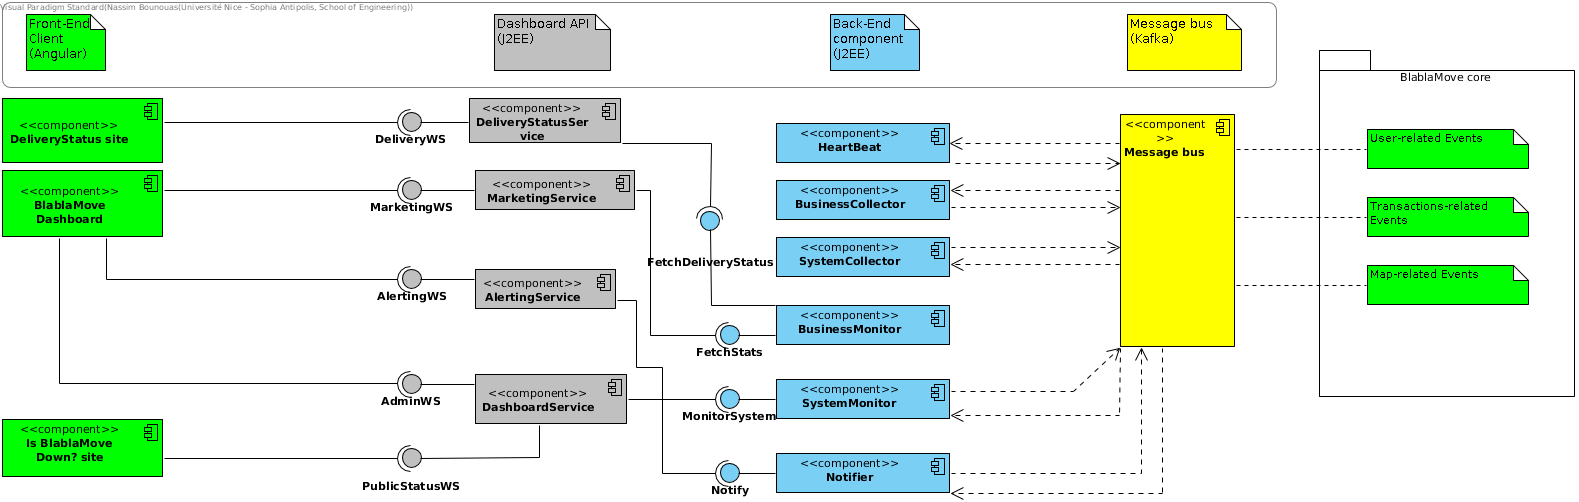 Visual Paradigm Standard(Nassim Bounouas(Université Nice - Sophia Antipolis, School of Engineering))
Front-End
Client
(Angular)
Dashboard API
(J2EE)
Back-End
component
(J2EE)
Message bus
(Kafka)
BlablaMove core
<<component>>
DeliveryStatus site
DeliveryWS
<<component>>
DeliveryStatusSer
vice
<<component>>
HeartBeat
<<component
>>
Message bus
User-related Events
<<component>>
BlablaMove
Dashboard
MarketingWS
<<component>>
MarketingService
<<component>>
BusinessCollector
Transactions-related
Events
FetchDeliveryStatus
<<component>>
SystemCollector
Map-related Events
AlertingWS
<<component>>
AlertingService
<<component>>
BusinessMonitor
FetchStats
AdminWS
<<component>>
DashboardService
MonitorSystem
<<component>>
SystemMonitor
<<component>>
Is BlablaMove
Down? site
PublicStatusWS
Notify
<<component>>
Notifier